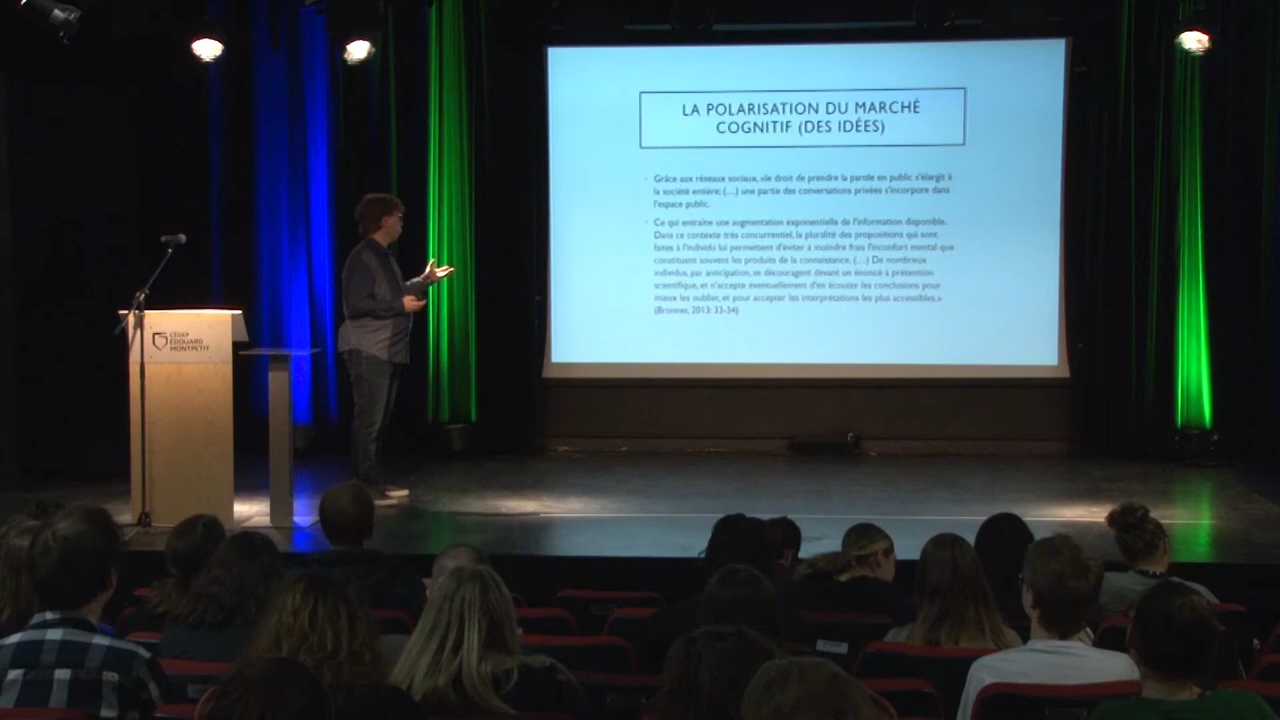 LA POLARISATION DU MARCHÉ
COGNITIF (DES IDÉES)
Grâce aux réseaux sociaux, «le droit de prendre la parole en public s'élargit à
la société entière; (…) une partie des conversations privées s'incorpore dans
l'espace public.
Ce qui entraîne une augmentation exponentielle de l'information disponible.
Dans ce contexte très concurrentiel, la pluralité des propositions qui sont
faites à l'individu lui permettent d'éviter à moindre frais l'inconfort mental que
constituent souvent les produits de la connaissance. (…) De nombreux
individus, par anticipation, se découragent devant un énoncé à prétention
scientifique, et n'accepte éventuellement d'en écouter les conclusions pour
mieux les oublier, et pour accepter les interprétations les plus accessibles.»
(Bronner, 2013: 33-34)
CÉGEP
ÉDOUARD
MONTPETIT